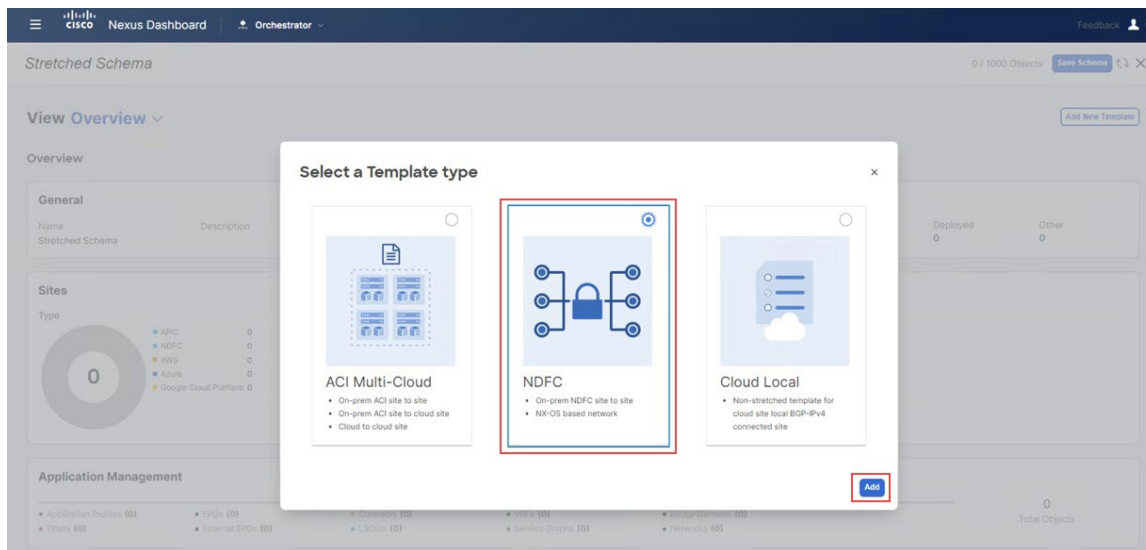 CISCO Nexus Dashboard Orchestrator Feedback
Stretched Schema 0 / 1000 Objects Save Schema
View Overview Add New Template
Overview
General
Name Description Deployed Other
Stretched Schema 0 0
Sites
Type
0
APIC 0
NDFC 0
AWS 0
Azure 0
Google Cloud Platform 0
Application Management
Application Profiles (0) EPGs (0) Contracts (0) VRFs (0) Bridge Domains (0)
Filters (0) External EPGs (0) L3Outs (0) Service Graphs (0) Networks (0)
0
Total Objects
Select a Template type
ACI Multi-Cloud
• On-prem ACI site to site
• On-prem ACI site to cloud site
• Cloud to cloud site
NDFC
• On-prem NDFC site to site
• NX-OS based network
Cloud Local
• Non-stretched template for
cloud site local BGP-IPv4
connected site
Add